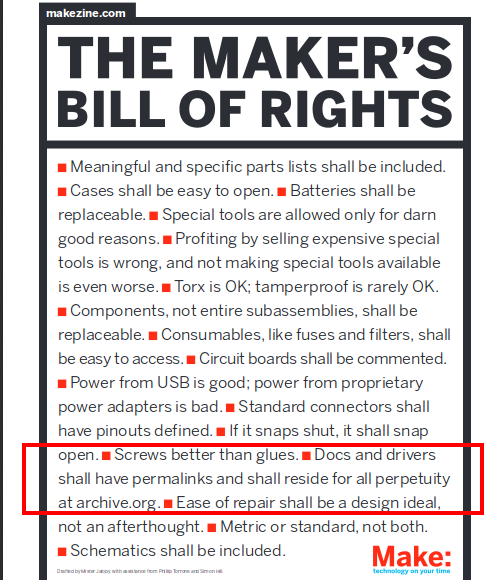 makezine.com
THE MAKER'S
BILL OF RIGHTS
■ Meaningful and specific parts lists shall be included.
■ Cases shall be easy to open. ■ Batteries shall be
replaceable. ■ Special tools are allowed only for darn
good reasons. ■ Profiting by selling expensive special
tools is wrong, and not making special tools available
is even worse. ■ Torx is OK; tamperproof is rarely OK.
■ Components, not entire subassemblies, shall be
replaceable. ■ Consumables, like fuses and filters, shall
be easy to access. ■ Circuit boards shall be commented.
■ Power from USB is good; power from proprietary
power adapters is bad. ■ Standard connectors shall
have pinouts defined. ■ If it snaps shut, it shall snap
open. ■ Screws better than glues. ■ Docs and drivers
shall have permalinks and shall reside for all perpetuity
at archive.org. ■ Ease of repair shall be a design ideal,
not an afterthought. ■ Metric or standard, not both.
■ Schematics shall be included.
Drafted by Mister Jalopy, with assistance from Phillip Torrone and Simon Hill.
Make:
technology on your time